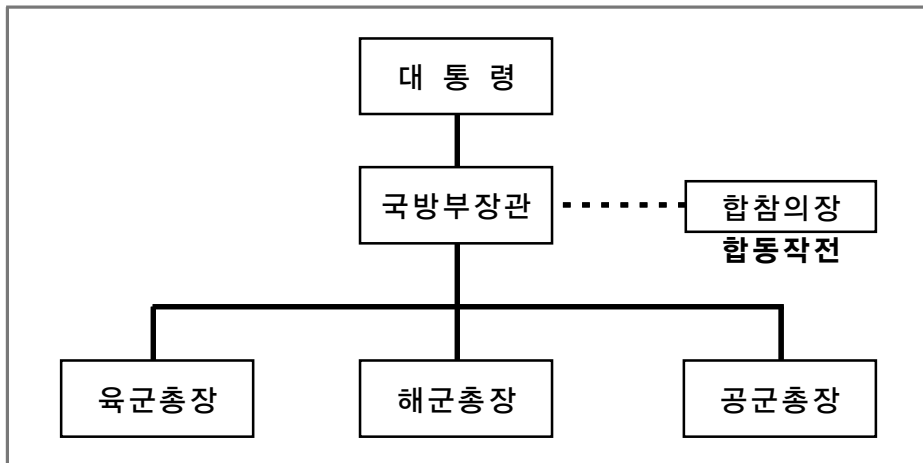 대 통 령
국방부장관
합참의장
합동작전
육군총장
해군총장
공군총장